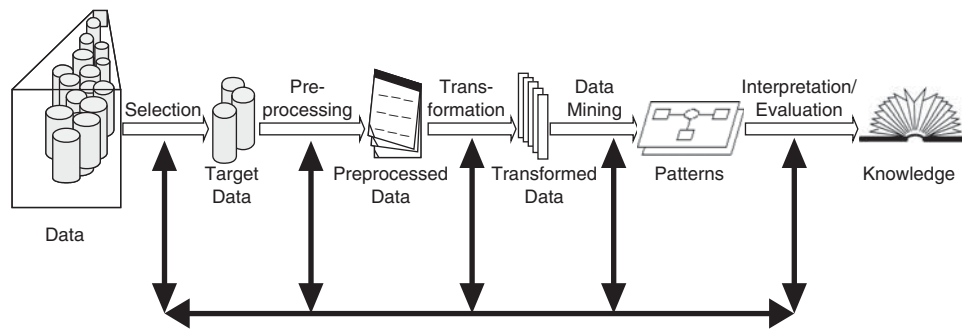 Data
Selection
Target
Data
Pre-
processing
Preprocessed
Data
Trans-
formation
Transformed
Data
Data
Mining
Patterns
Interpretation/
Evaluation
Knowledge